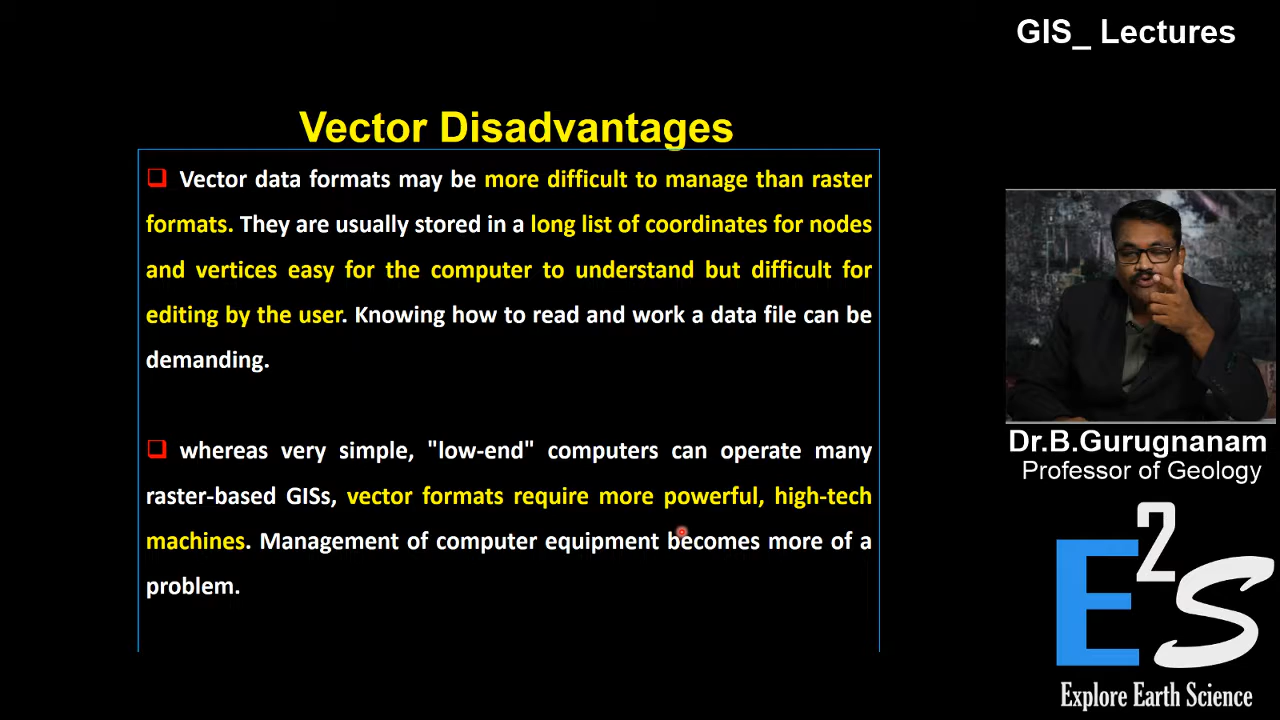 GIS_ Lectures
Vector Disadvantages
Vector data formats may be more difficult to manage than raster
formats. They are usually stored in a long list of coordinates for nodes
and vertices easy for the computer to understand but difficult for
editing by the user. Knowing how to read and work a data file can be
demanding.
whereas very simple, "low-end" computers can operate many
raster-based GISs, vector formats require more powerful, high-tech
machines. Management of computer equipment becomes more of a
problem.
Dr.B.Gurugnanam
Professor of Geology
E2S
Explore Earth Science